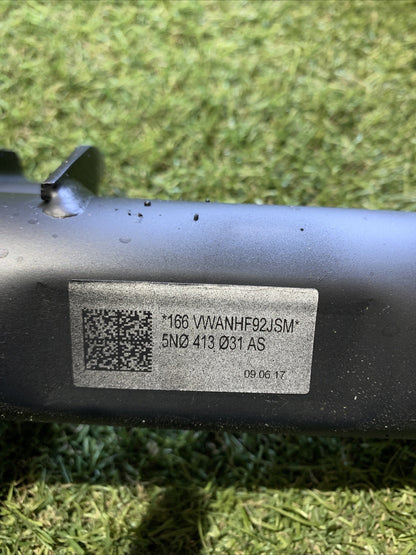 *166 VWANHF92JSM*
5NØ 413 Ø31 AS
09.06.17